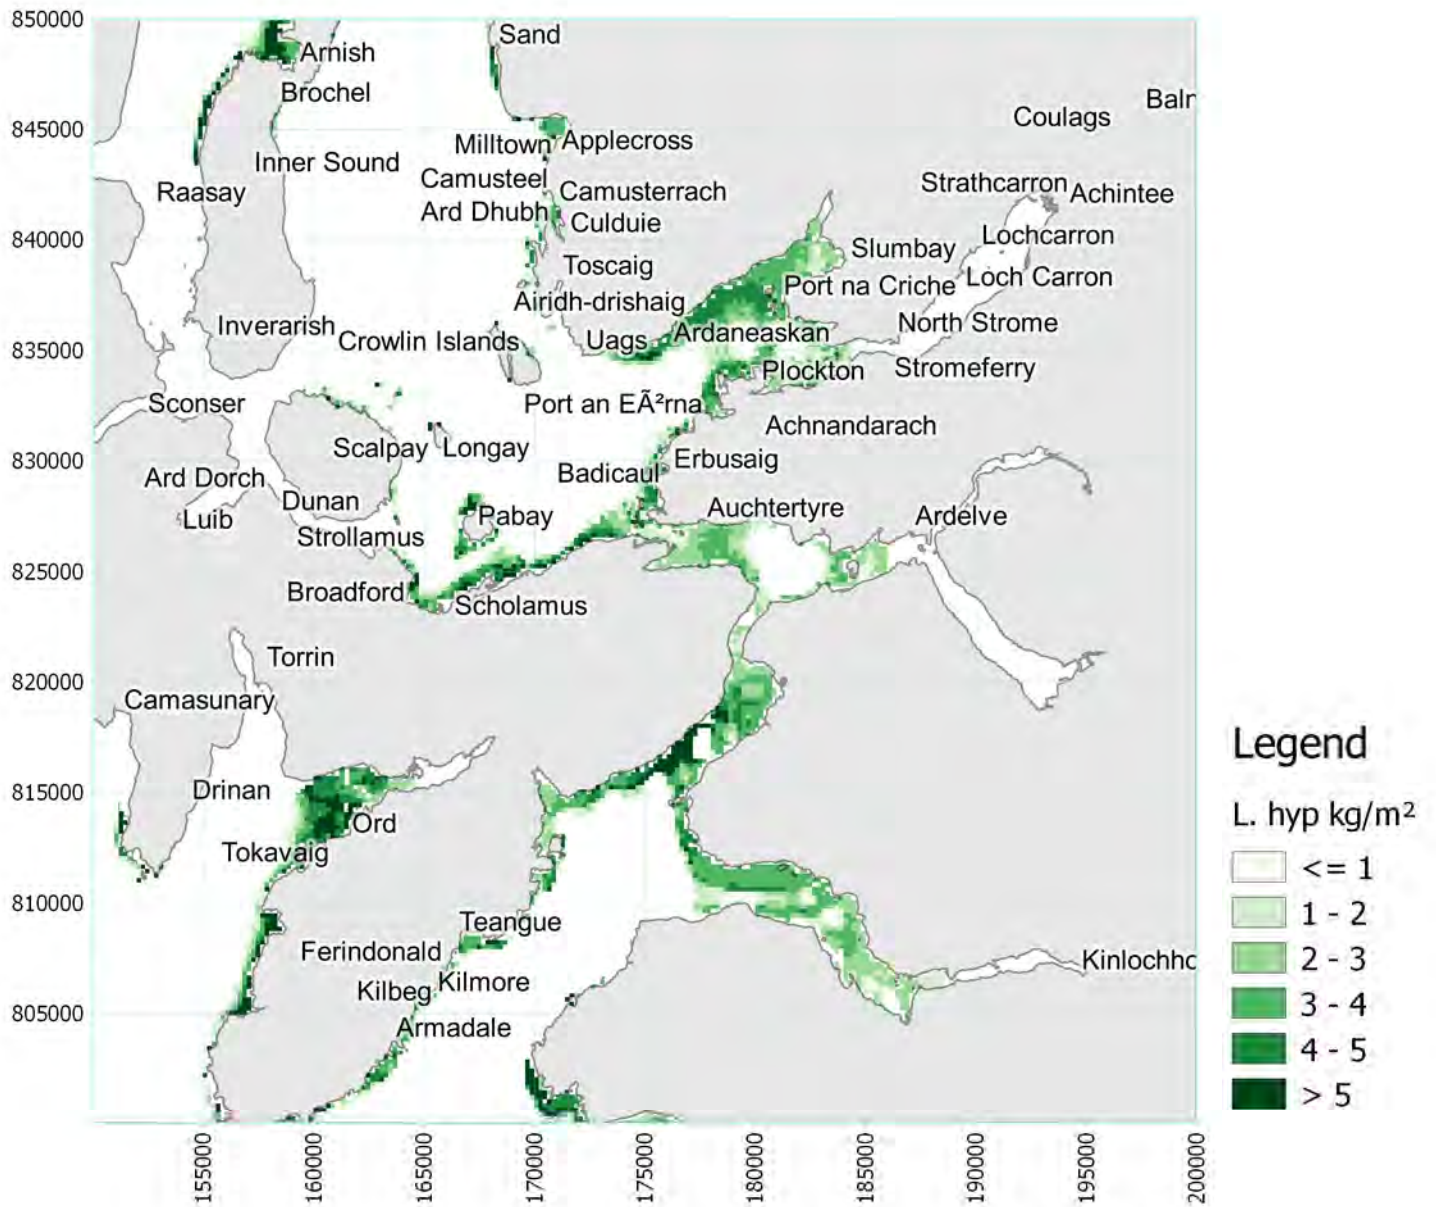 850000
Sand
Arnish
Brochel
Balr
Coulags
845000
Milltown
Applecross
Inner Sound
Camusteel
Strathcarron
Achintee
Raasay
Camusterrach
Ard Dhubh
Culduie
840000
Lochcarron
Slumbay
Toscaig
Loch Carron
Port na Criche
Airidh-drishaig
Inverarish
North Strome
Crowlin Islands
Uags
Ardaneaskan
835000
Plockton
Stromeferry
Sconser
Port an EÃ²rna
Achnandarach
Scalpay
Longay
830000
Erbusaig
Ard Dorch
Badicaul
Dunan
Auchtertyre
Luib
Pabay
Ardelve
Strollamus
825000
Broadford
Scholamus
Torrin
820000
Camasunary
Drinan
815000
Ord
Tokavaig
810000
Teangue
Ferindonald
Kinlochho
Kilmore
Kilbeg
805000
Armadale
155000
160000
165000
170000
175000
180000
185000
190000
195000
200000
Legend
L. hyp kg/m²
<= 1
1 - 2
2 - 3
3 - 4
4 - 5
> 5